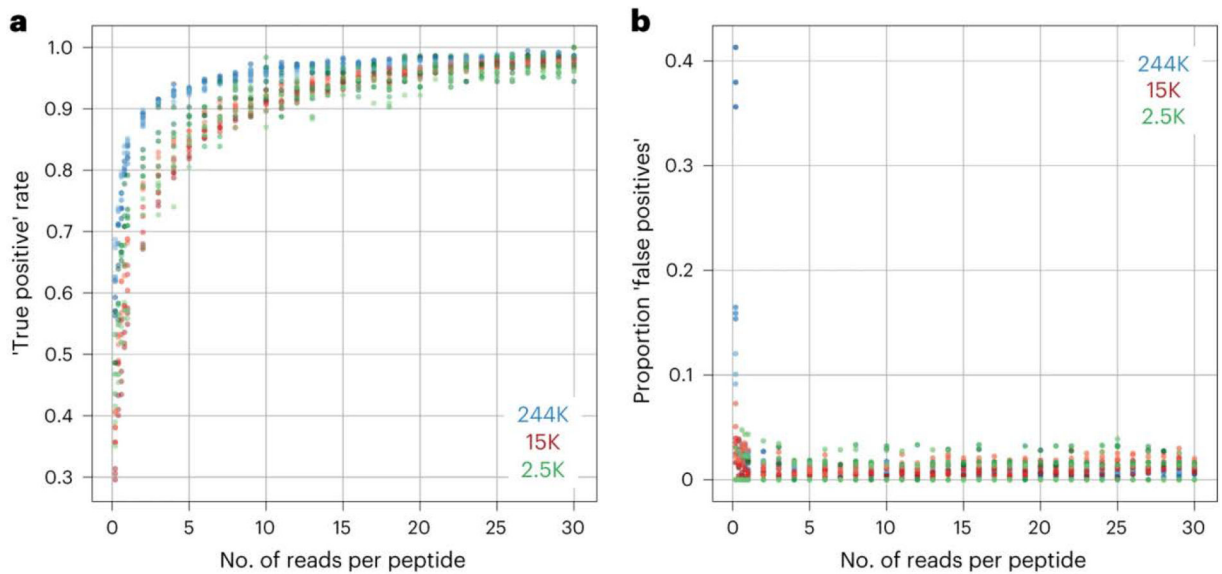 a
1.0
0.9
0.8
0.7
0.6
0.5
0.4
0.3
'True positive' rate
244K
15K
2.5K
0 5 10 15 20 25 30
No. of reads per peptide
b
0.4
0.3
0.2
0.1
0
Proportion 'false positives'
244K
15K
2.5K
0 5 10 15 20 25 30
No. of reads per peptide